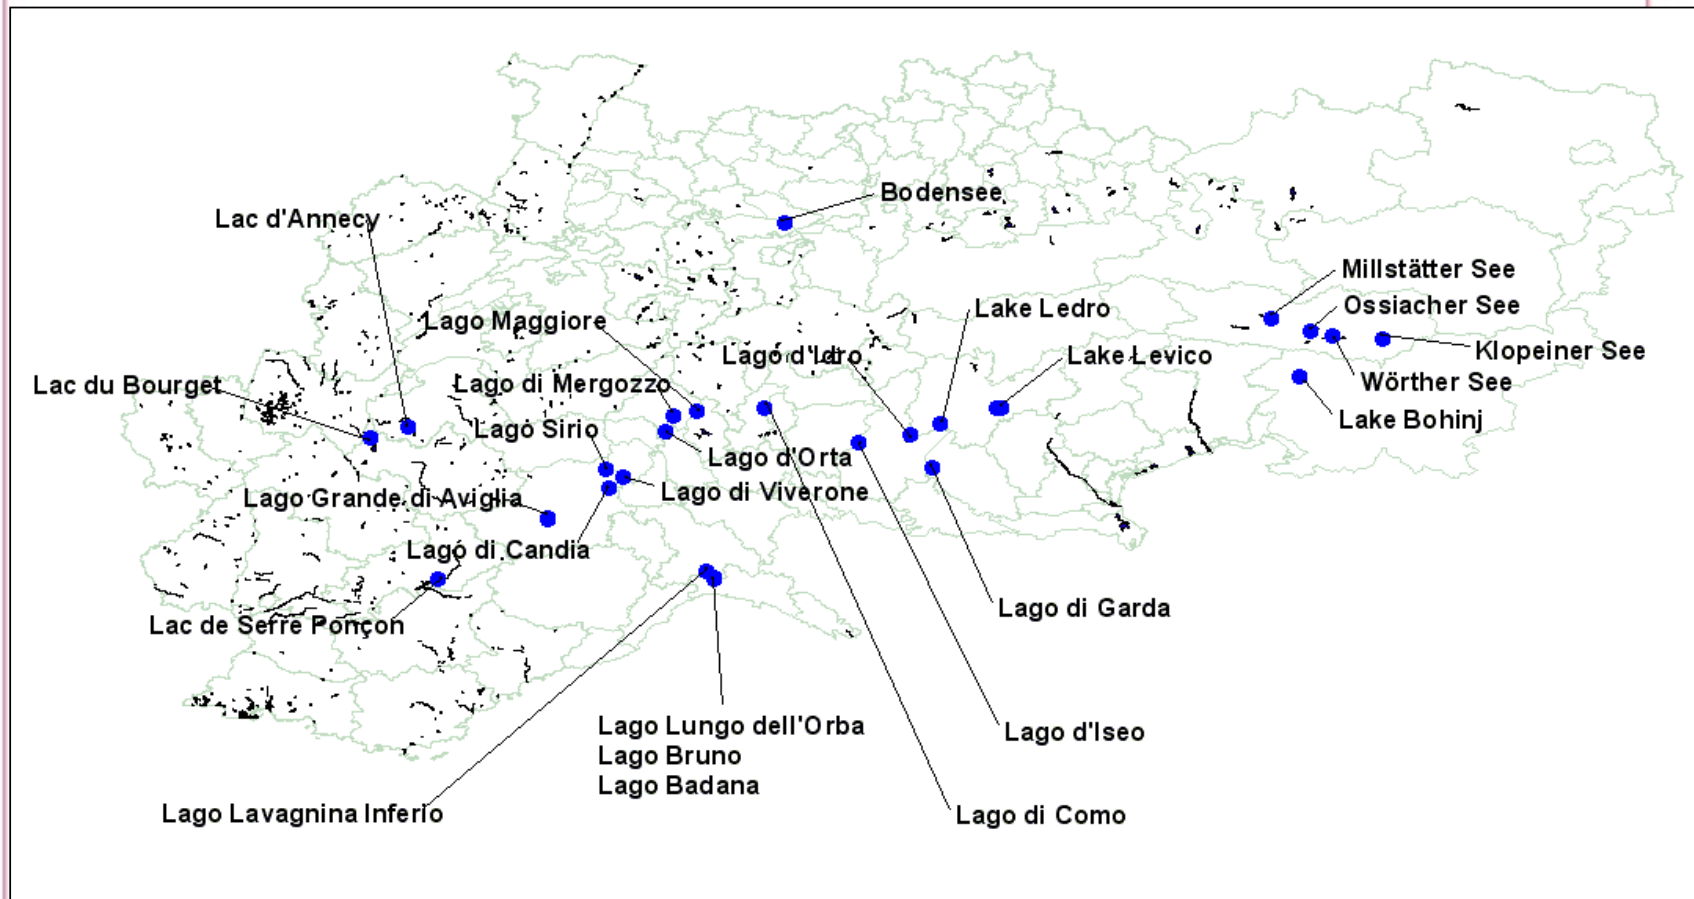 Bodensee
Lac d'Annecy
Millstätter See
Ossiacher See
Lake Ledro
Lago Maggiore
Klopeiner See
Lago d'Idro
Lake Levico
Wörther See
Lago di Mergozzo
Lac du Bourget
Lake Bohinj
Lago Sirio
Lago d'Orta
Lago di Viverone
Lago Grande di Aviglia
Lago di Candia
Lago di Garda
Lac de Serre Ponçon
Lago Lungo dell'Orba
Lago Bruno
Lago Badana
Lago d'Iseo
Lago Lavagnina Inferio
Lago di Como